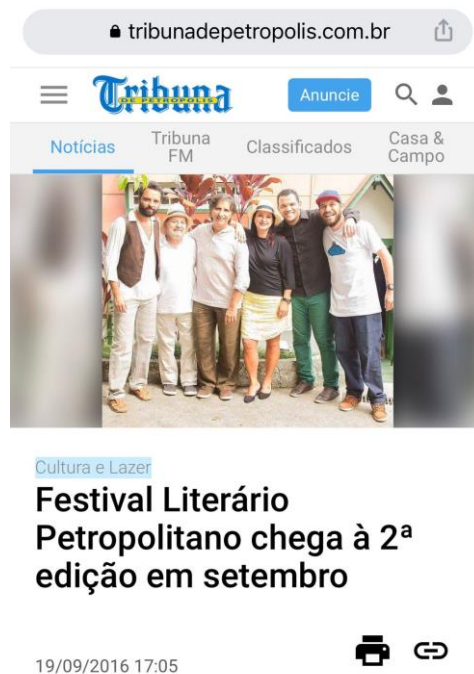 tribunadepetropolis.com.br
Tribuna
DE PETRÓPOLIS
Anuncie
Notícias
Tribuna
FM
Classificados
Casa &
Campo
Cultura e Lazer
Festival Literário
Petropolitano chega à 2ª
edição em setembro
19/09/2016 17:05